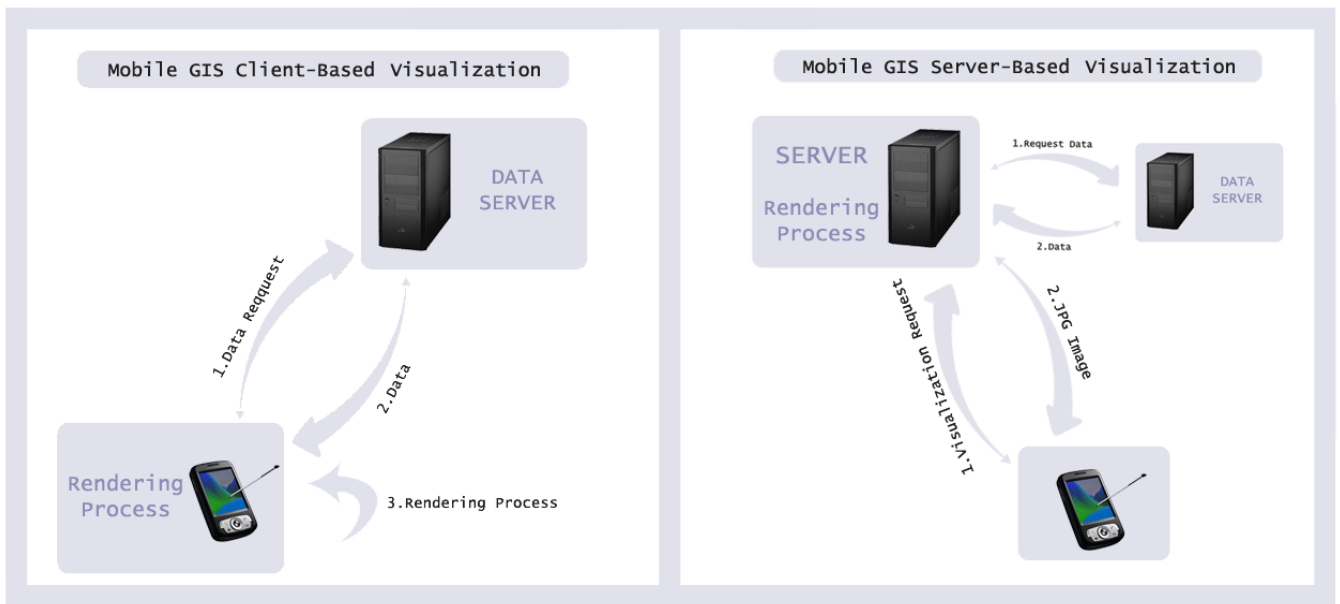 Mobile GIS Client-Based Visualization
DATA
SERVER
1.Data Reqquest
2.Data
Rendering
Process
3.Rendering Process
Mobile GIS Server-Based Visualization
SERVER
Rendering
Process
1.Request Data
DATA
SERVER
2.Data
1.Visualization Request
2.JPG Image